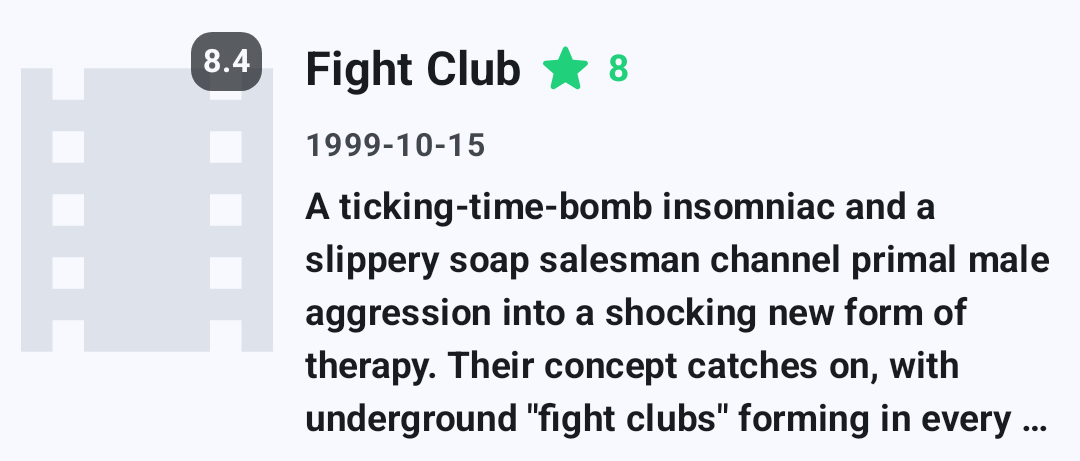 8.4
Fight Club 8
1999-10-15
A ticking-time-bomb insomniac and a
slippery soap salesman channel primal male
aggression into a shocking new form of
therapy. Their concept catches on, with
underground "fight clubs" forming in every ...